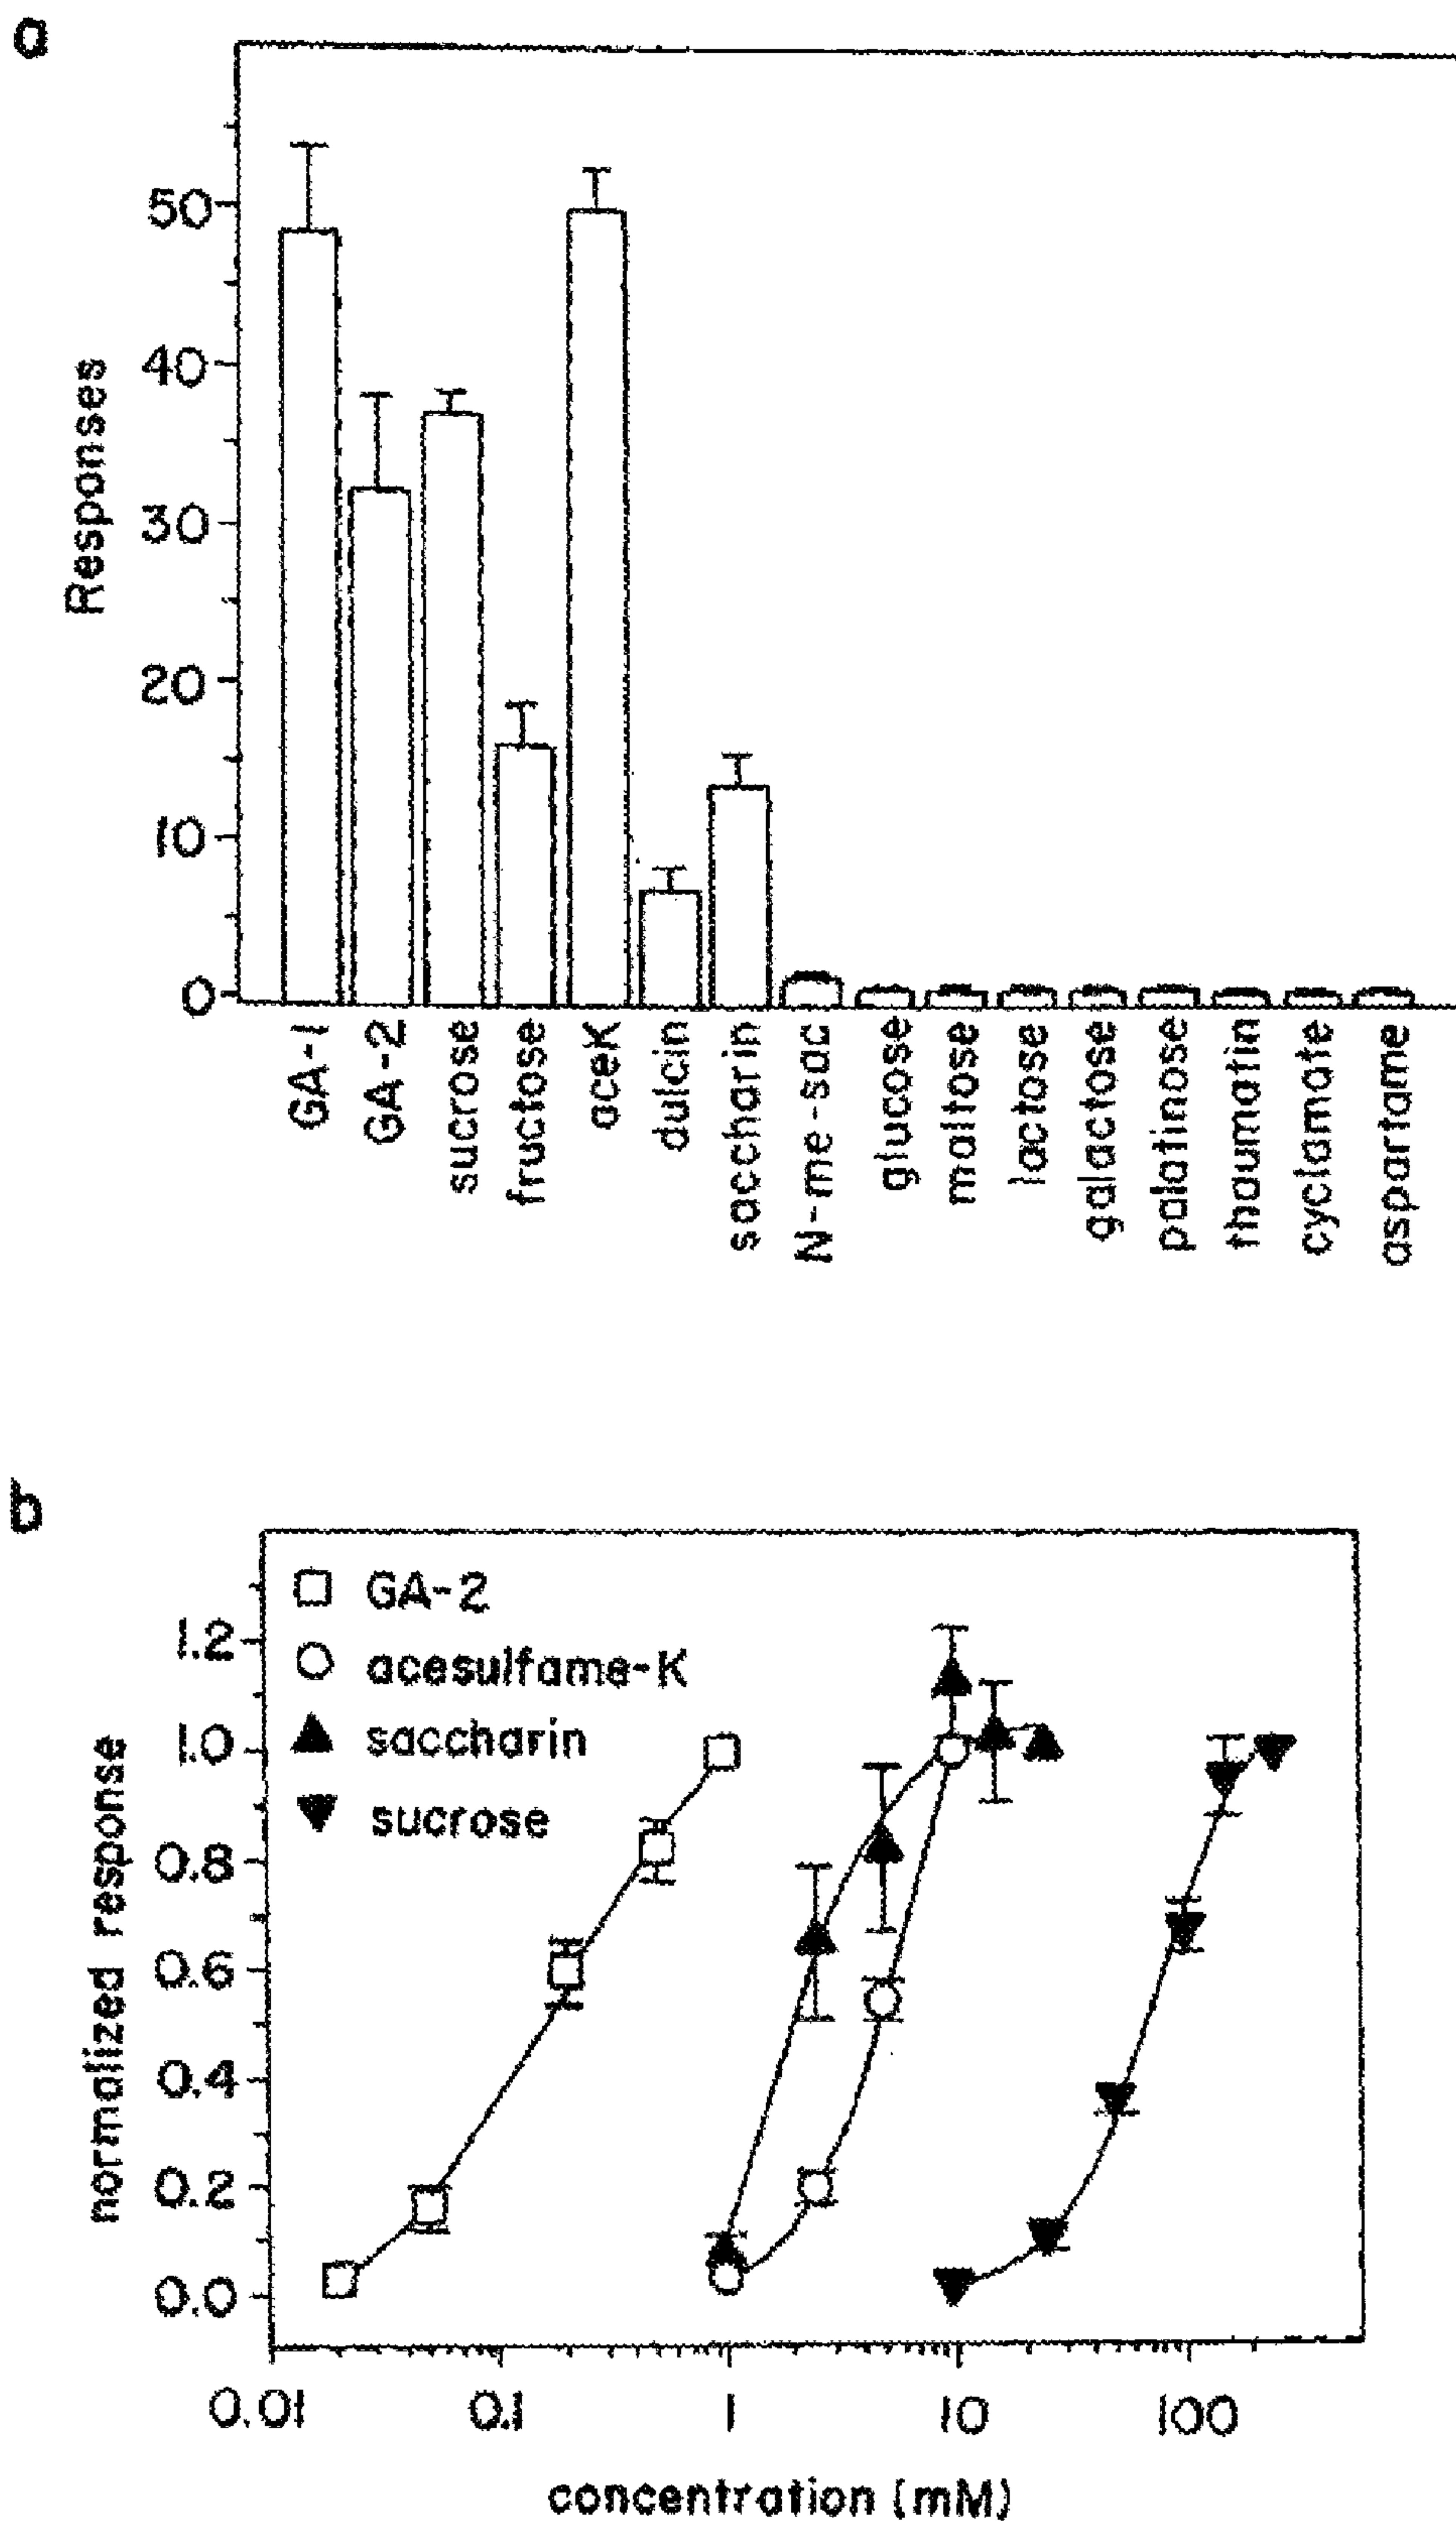 a
50
40
30
20
10
0
Responses
GA-1
GA-2
sucrose
fructose
aceK
dulcin
saccharin
N-me-sac
glucose
maltose
lactose
galactose
palatinose
thaumatin
cyclamate
aspartame
b
GA-2
acesulfame-K
saccharin
sucrose
1.2
1.0
0.8
0.6
0.4
0.2
0.0
normalized response
0.01 0.1 1 10 100
concentration (mM)